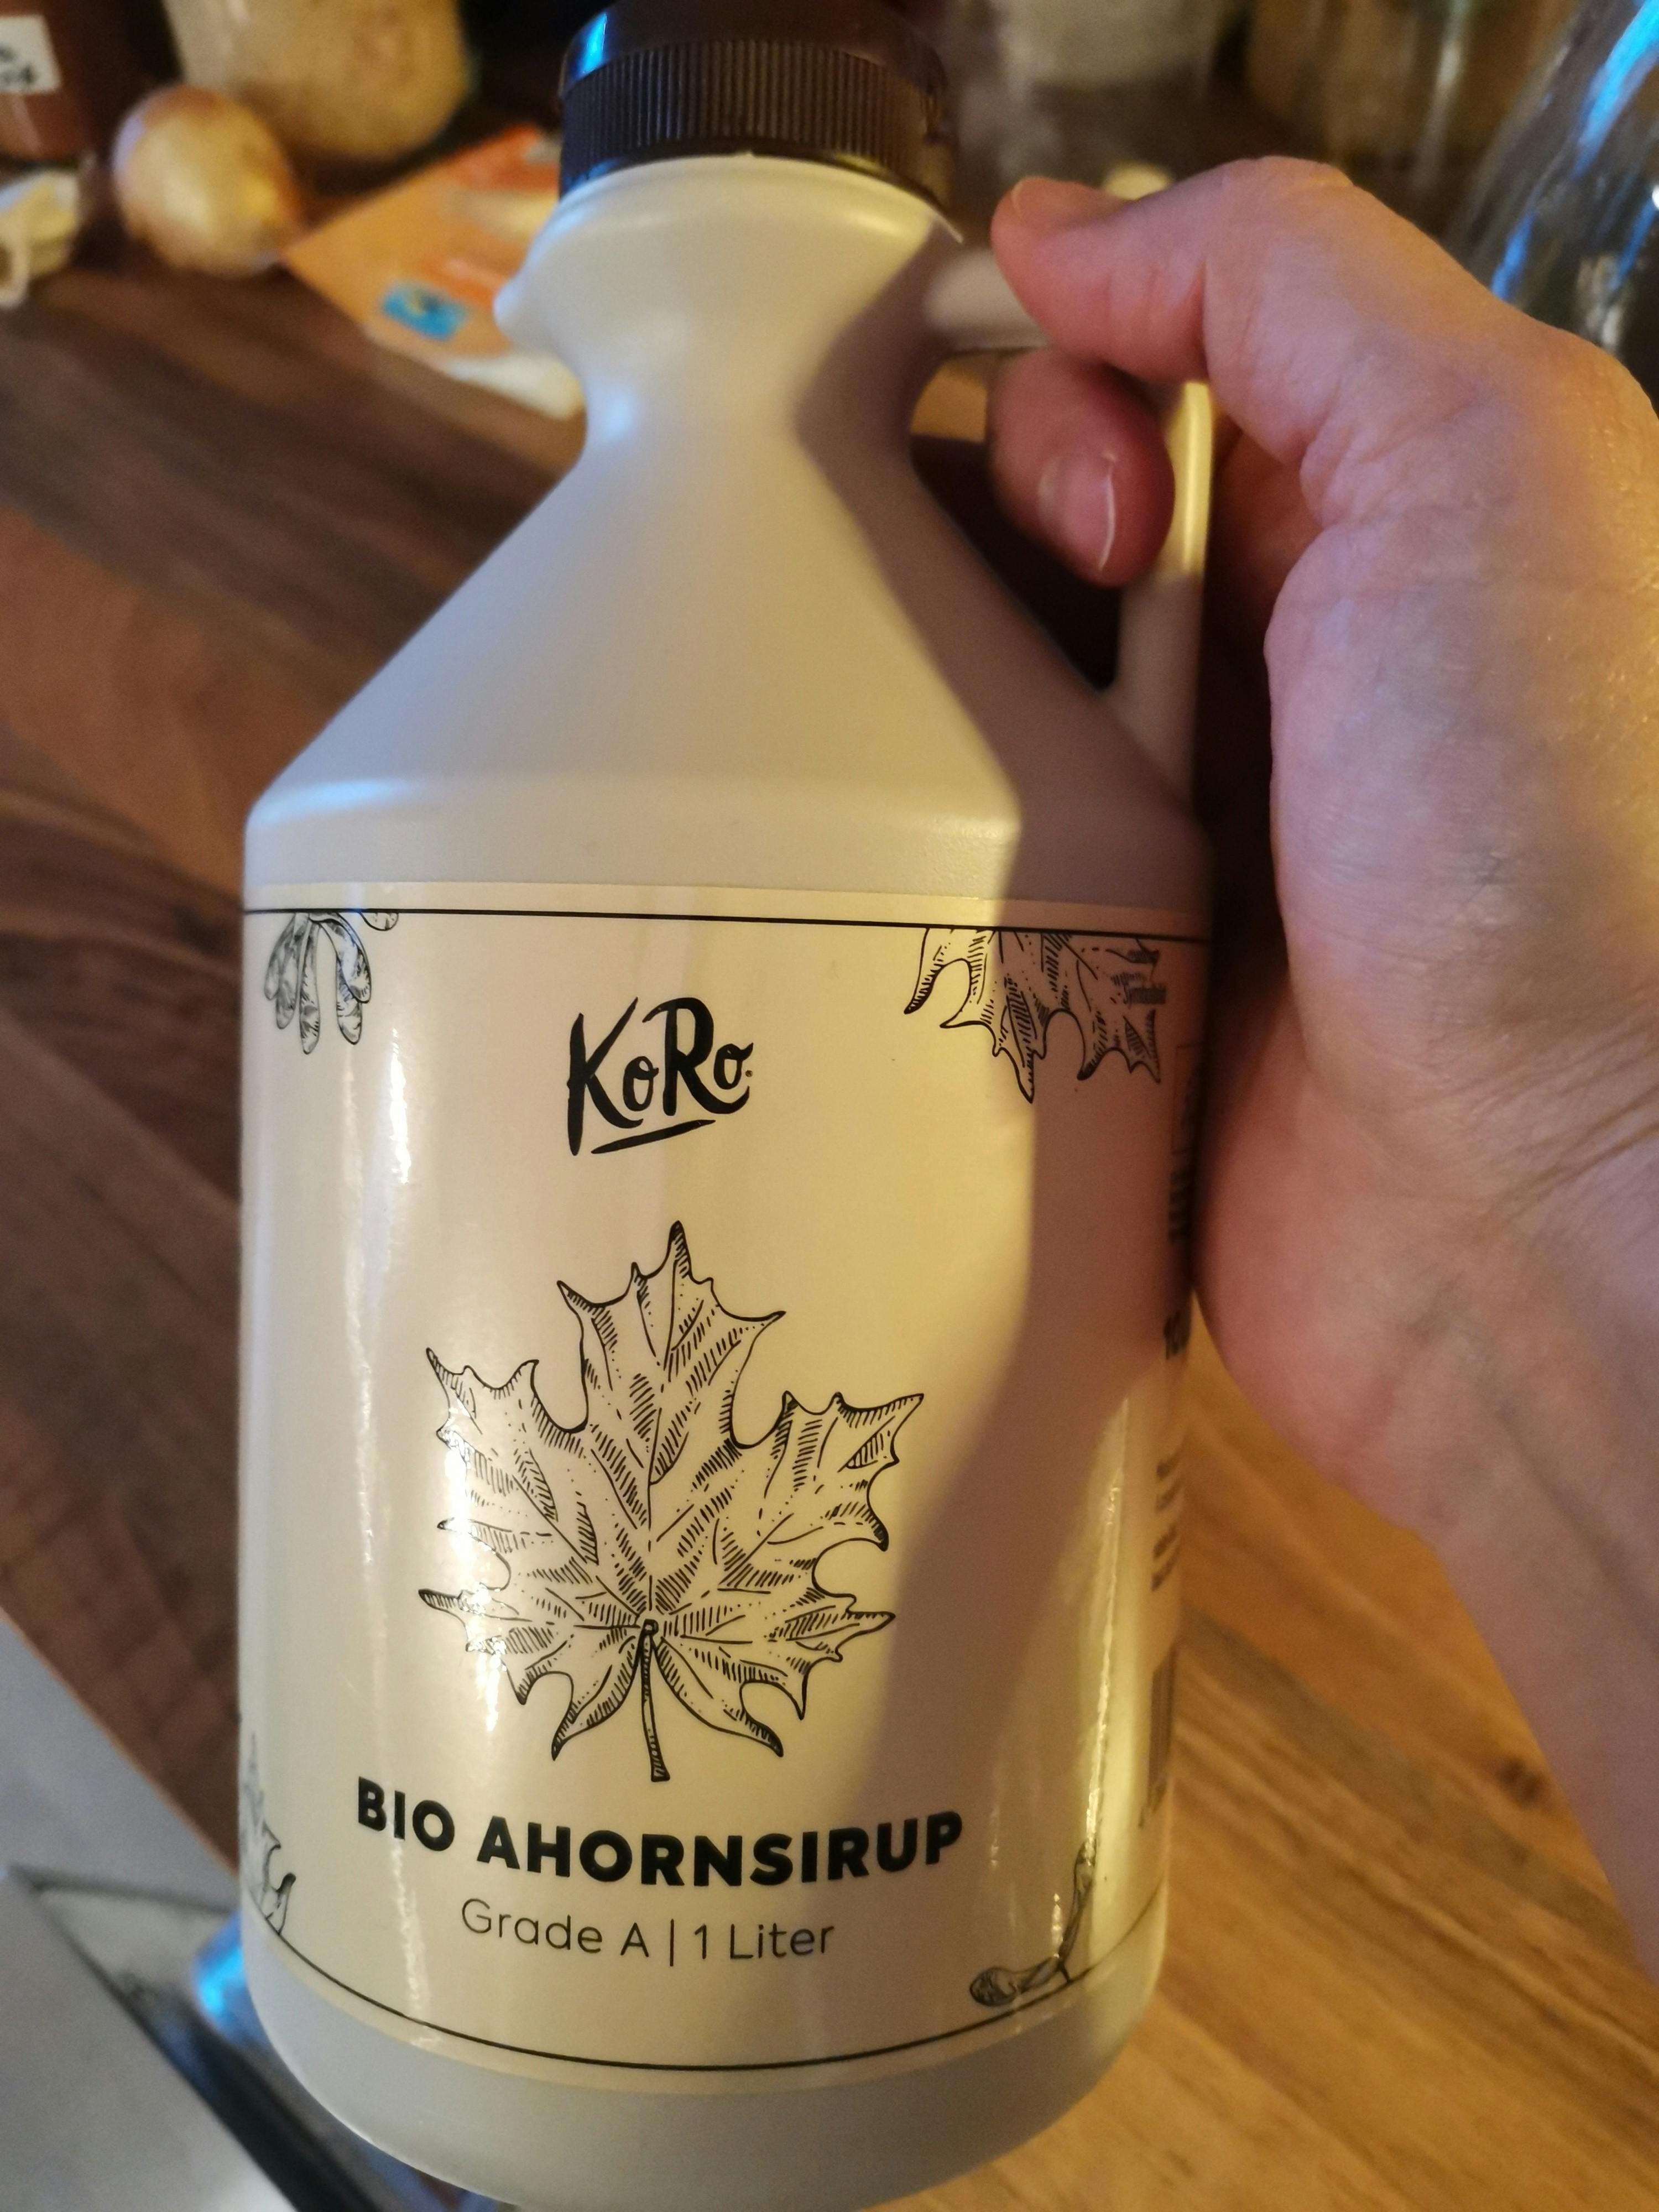 KoRo
BIO AHORNSIRUP
Grade A | 1 Liter